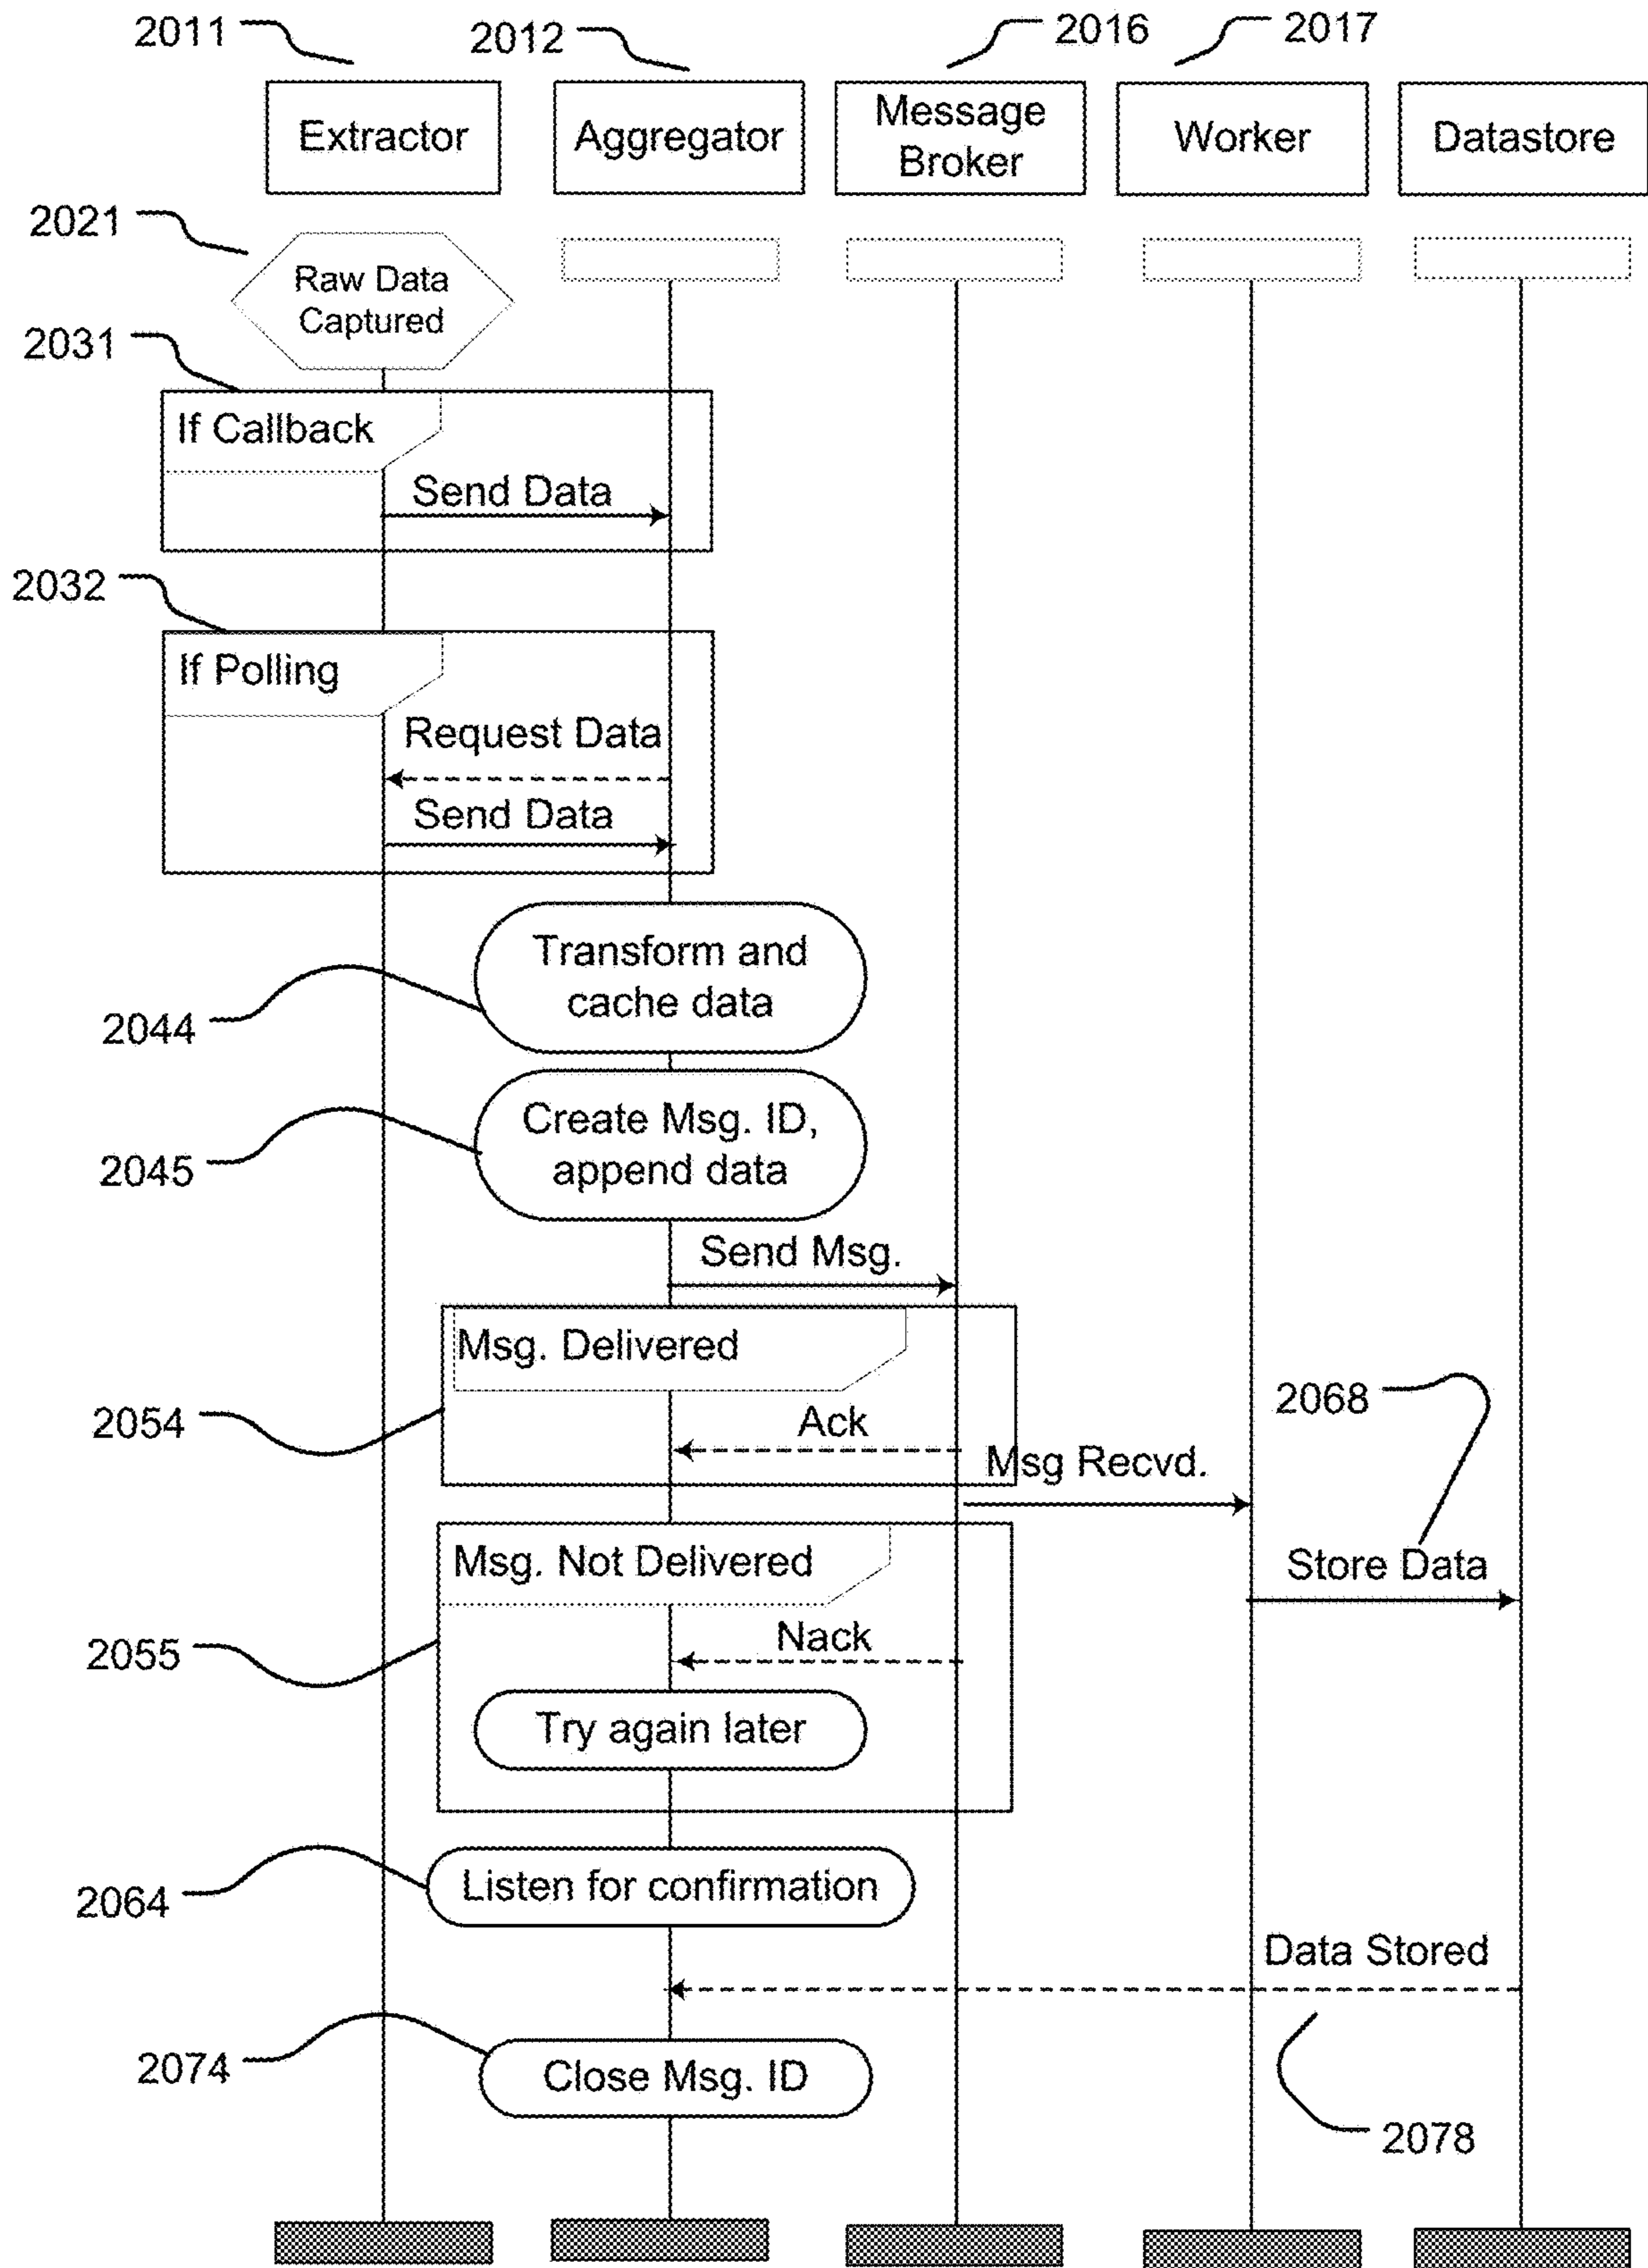 2011
2012
2016
2017
Extractor
Aggregator
Message
Broker
Worker
Datastore
2021
Raw Data
Captured
2031
If Callback
Send Data
2032
If Polling
Request Data
Send Data
Transform and
cache data
2044
Create Msg. ID,
append data
2045
Send Msg.
Msg. Delivered
2054
Ack
2068
Msg Recvd.
Msg. Not Delivered
Store Data
2055
Nack
Try again later
2064
Listen for confirmation
Data Stored
2074
Close Msg. ID
2078